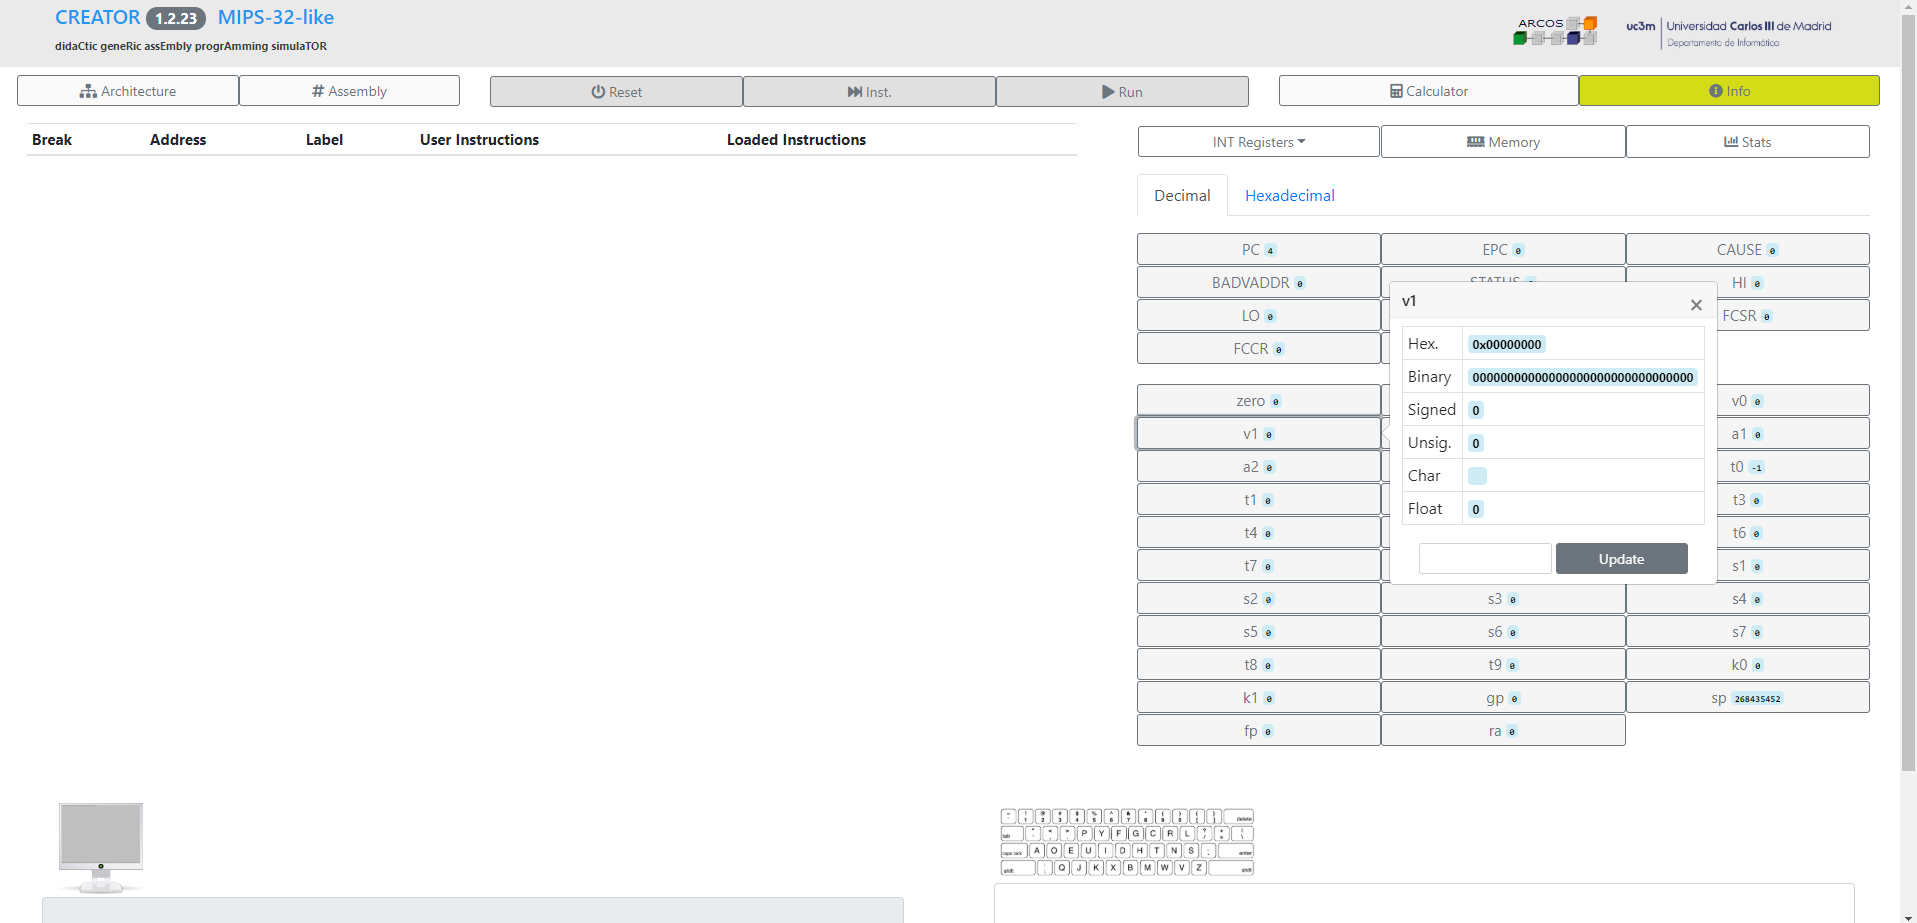 CREATOR 1.2.23 MIPS-32-like
didaCtic geneRic assEmbly progrAmming simulaTOR
ARCOS
uc3m Universidad Carlos III de Madrid
Departamento de Informática
Architecture
# Assembly
Reset
Inst.
Run
Calculator
Info
Break Address Label User Instructions Loaded Instructions
INT Registers
Memory
Stats
Decimal
Hexadecimal
PC 4
EPC 0
CAUSE 0
BADVADDR 0
STATUS
HI 0
LO 0
FCSR 0
FCCR 0
v1
×
Hex. 0x00000000
Binary 00000000000000000000000000000000
Signed 0
Unsig. 0
Char
Float 0
Update
zero 0
v0 0
v1 0
a1 0
a2 0
t0 -1
t1 0
t3 0
t4 0
t6 0
t7 0
s1 0
s2 0
s3 0
s4 0
s5 0
s6 0
s7 0
t8 0
t9 0
k0 0
k1 0
gp 0
sp 268435452
fp 0
ra 0
delete
tab P Y F G C R L
caps lock A O E U I D H T N S enter
shift Q J K X B M W V Z shift